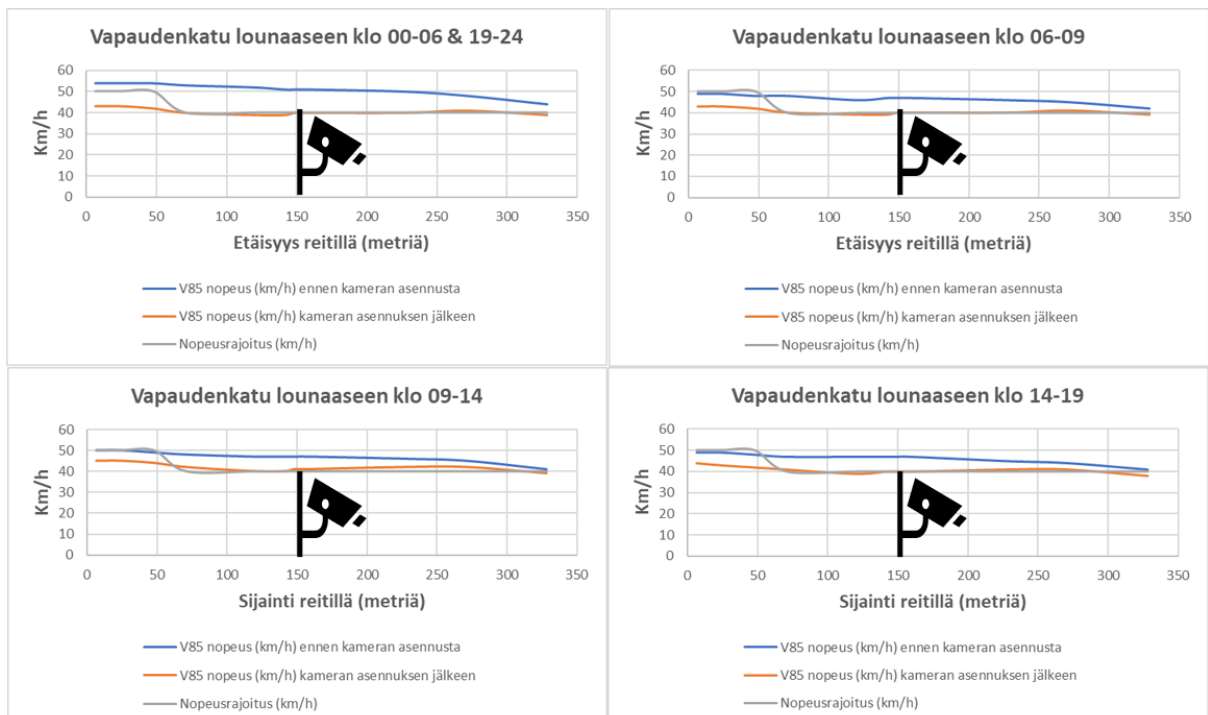 Vapaudenkatu lounaaseen klo 00-06 & 19-24
Km/h
60
50
40
30
20
10
0
0 50 100 150 200 250 300 350
Etäisyys reitillä (metriä)
V85 nopeus (km/h) ennen kameran asennusta
V85 nopeus (km/h) kameran asennuksen jälkeen
Nopeusrajoitus (km/h)
Vapaudenkatu lounaaseen klo 06-09
Km/h
60
50
40
30
20
10
0
0 50 100 150 200 250 300 350
Etäisyys reitillä (metriä)
V85 nopeus (km/h) ennen kameran asennusta
V85 nopeus (km/h) kameran asennuksen jälkeen
Nopeusrajoitus (km/h)
Vapaudenkatu lounaaseen klo 09-14
Km/h
60
50
40
30
20
10
0
0 50 100 150 200 250 300 350
Sijainti reitillä (metriä)
V85 nopeus (km/h) ennen kameran asennusta
V85 nopeus (km/h) kameran asennuksen jälkeen
Nopeusrajoitus (km/h)
Vapaudenkatu lounaaseen klo 14-19
Km/h
60
50
40
30
20
10
0
0 50 100 150 200 250 300 350
Sijainti reitillä (metriä)
V85 nopeus (km/h) ennen kameran asennusta
V85 nopeus (km/h) kameran asennuksen jälkeen
Nopeusrajoitus (km/h)